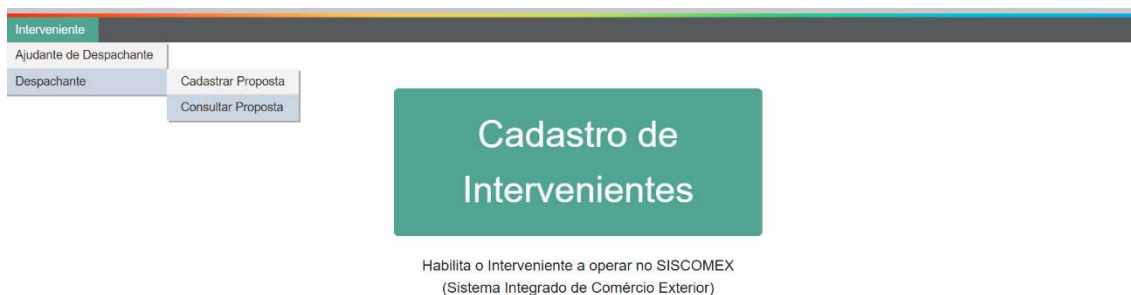 Interveniente
Ajudante de Despachante
Despachante
Cadastrar Proposta
Consultar Proposta
Cadastro de
Intervenientes
Habilita o Interveniente a operar no SISCOMEX
(Sistema Integrado de Comércio Exterior)